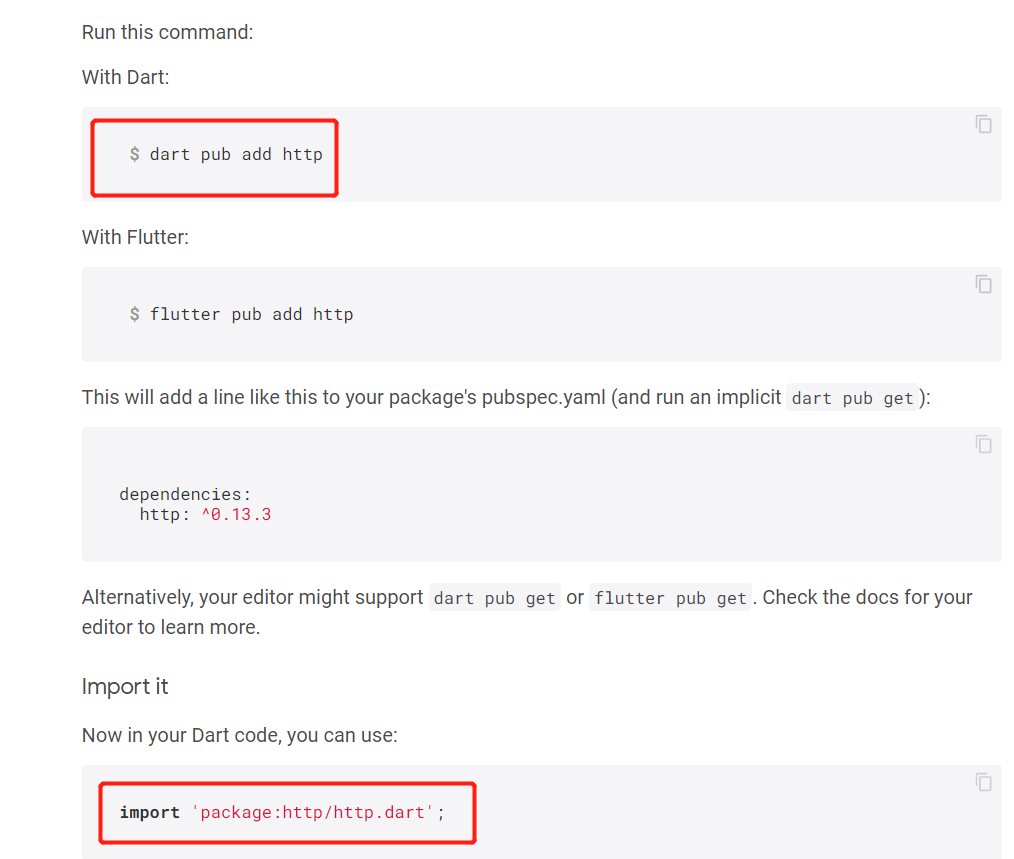 Run this command:
With Dart:
$ dart pub add http
With Flutter:
$ flutter pub add http
This will add a line like this to your package's pubspec.yaml (and run an implicit dart pub get):
dependencies:
  http: ^0.13.3
Alternatively, your editor might support dart pub get or flutter pub get. Check the docs for your
editor to learn more.
Import it
Now in your Dart code, you can use:
import 'package:http/http.dart';